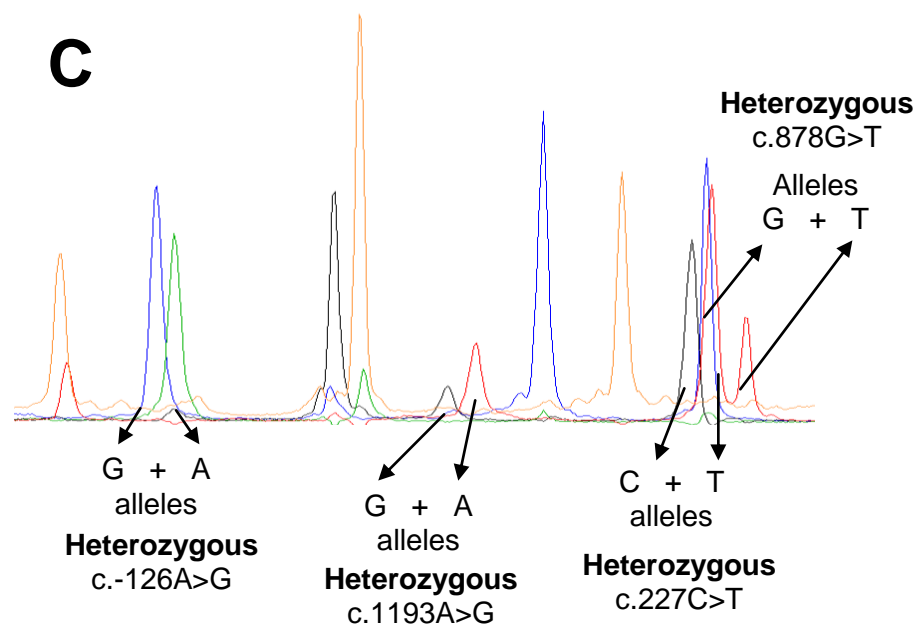 C
Heterozygous
c.878G>T
Alleles
G + T
G + A
alleles
Heterozygous
c.-126A>G
G + A
alleles
Heterozygous
c.1193A>G
C + T
alleles
Heterozygous
c.227C>T